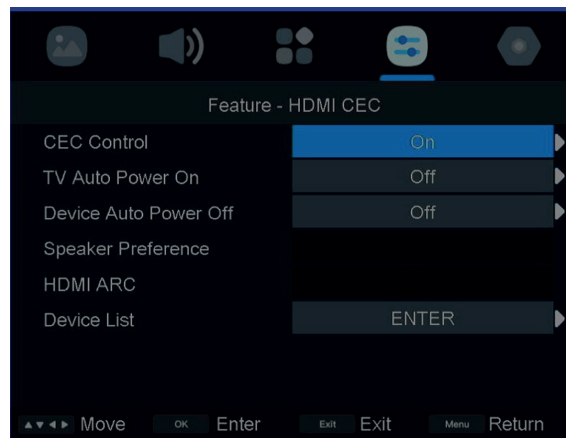 Feature - HDMI CEC
CEC Control On
TV Auto Power On Off
Device Auto Power Off Off
Speaker Preference
HDMI ARC
Device List ENTER
Move OK Enter Exit Exit Menu Return